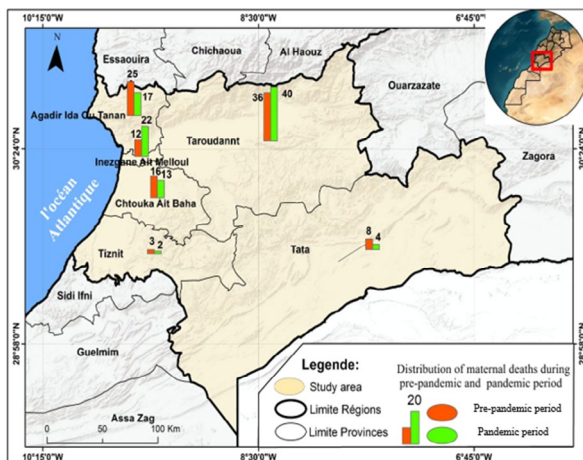 10°15'0"O
8°30'0"O
6°45'0"O
N
Essaouira
Chichaoua
Al Haouz
25
17
36
40
Ouarzazate
Agadir Ida Ou Tanan
22
12
Taroudannt
30°24'0"N
30°24'0"N
Inezgane Ait Melloul
Zagora
16
13
Chtouka Ait Baha
l'océan
Atlantique
3
2
Tiznit
8
4
Tata
Sidi Ifni
28°58'0"N
28°58'0"N
Guelmim
Legende:
Study area
Limite Régions
Limite Provinces
Distribution of maternal deaths during
pre-pandemic and pandemic period
20
Pre-pandemic period
Pandemic period
Assa Zag
0
50
100 Km
10°15'0"O
8°30'0"O
6°45'0"O